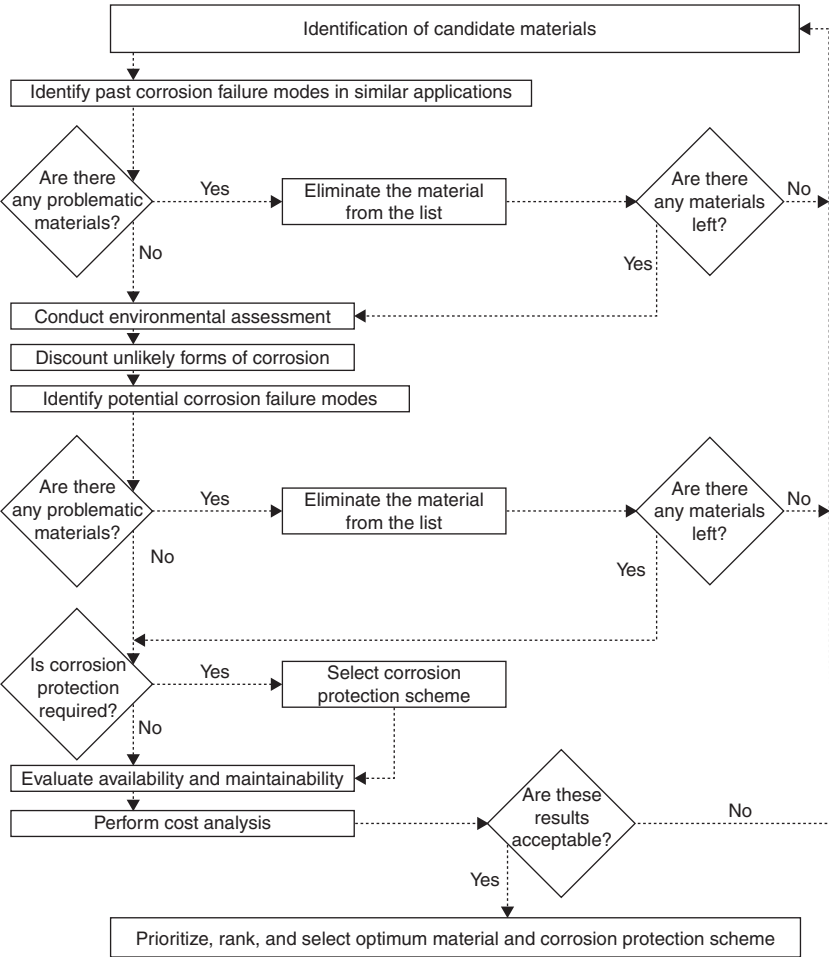 Identification of candidate materials
Identify past corrosion failure modes in similar applications
Are there
any problematic
materials?
Yes
Eliminate the material
from the list
Are there
any materials
left?
No
No
Yes
Conduct environmental assessment
Discount unlikely forms of corrosion
Identify potential corrosion failure modes
Are there
any problematic
materials?
Yes
Eliminate the material
from the list
Are there
any materials
left?
No
No
Yes
Is corrosion
protection
required?
Yes
Select corrosion
protection scheme
No
Evaluate availability and maintainability
Perform cost analysis
Are these
results
acceptable?
No
Yes
Prioritize, rank, and select optimum material and corrosion protection scheme